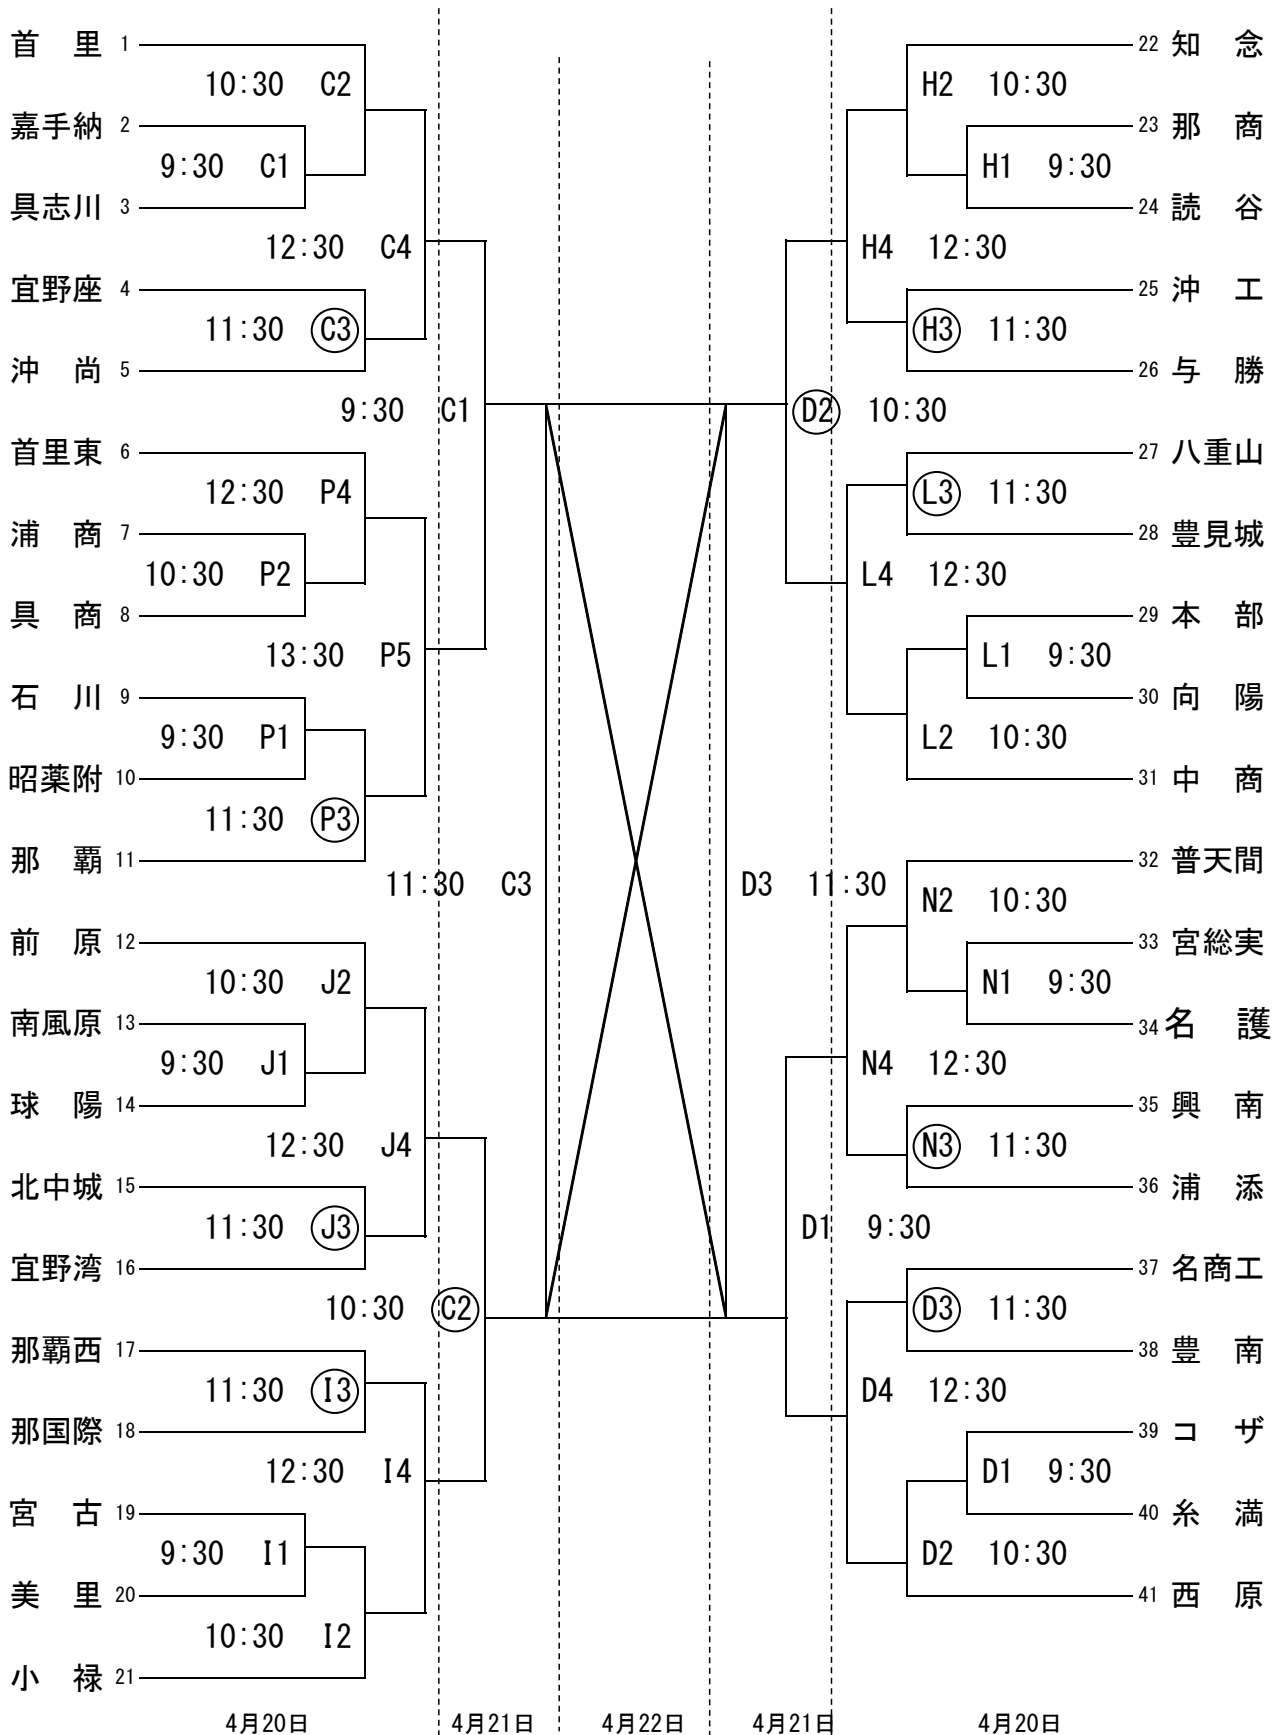 首　里 1
10:30 C2
嘉手納 2
9:30 C1
具志川 3
12:30 C4
宜野座 4
11:30 C3
沖　尚 5
9:30 C1
首里東 6
12:30 P4
浦　商 7
10:30 P2
具　商 8
13:30 P5
石　川 9
9:30 P1
昭薬附 10
11:30 P3
那　覇 11
11:30 C3
前　原 12
10:30 J2
南風原 13
9:30 J1
球　陽 14
12:30 J4
北中城 15
11:30 J3
宜野湾 16
10:30 C2
那覇西 17
11:30 I3
那国際 18
12:30 I4
宮　古 19
9:30 I1
美　里 20
10:30 I2
小　禄 21
22 知　念
H2 10:30
23 那　商
H1 9:30
24 読　谷
H4 12:30
25 沖　工
H3 11:30
26 与　勝
D2 10:30
27 八重山
L3 11:30
28 豊見城
L4 12:30
29 本　部
L1 9:30
30 向　陽
L2 10:30
31 中　商
32 普天間
D3 11:30
N2 10:30
33 宮総実
N1 9:30
34 名　護
N4 12:30
35 興　南
N3 11:30
36 浦　添
D1 9:30
37 名商工
D3 11:30
38 豊　南
D4 12:30
39 コ　ザ
D1 9:30
40 糸　満
D2 10:30
41 西　原
4月20日 4月21日 4月22日 4月21日 4月20日